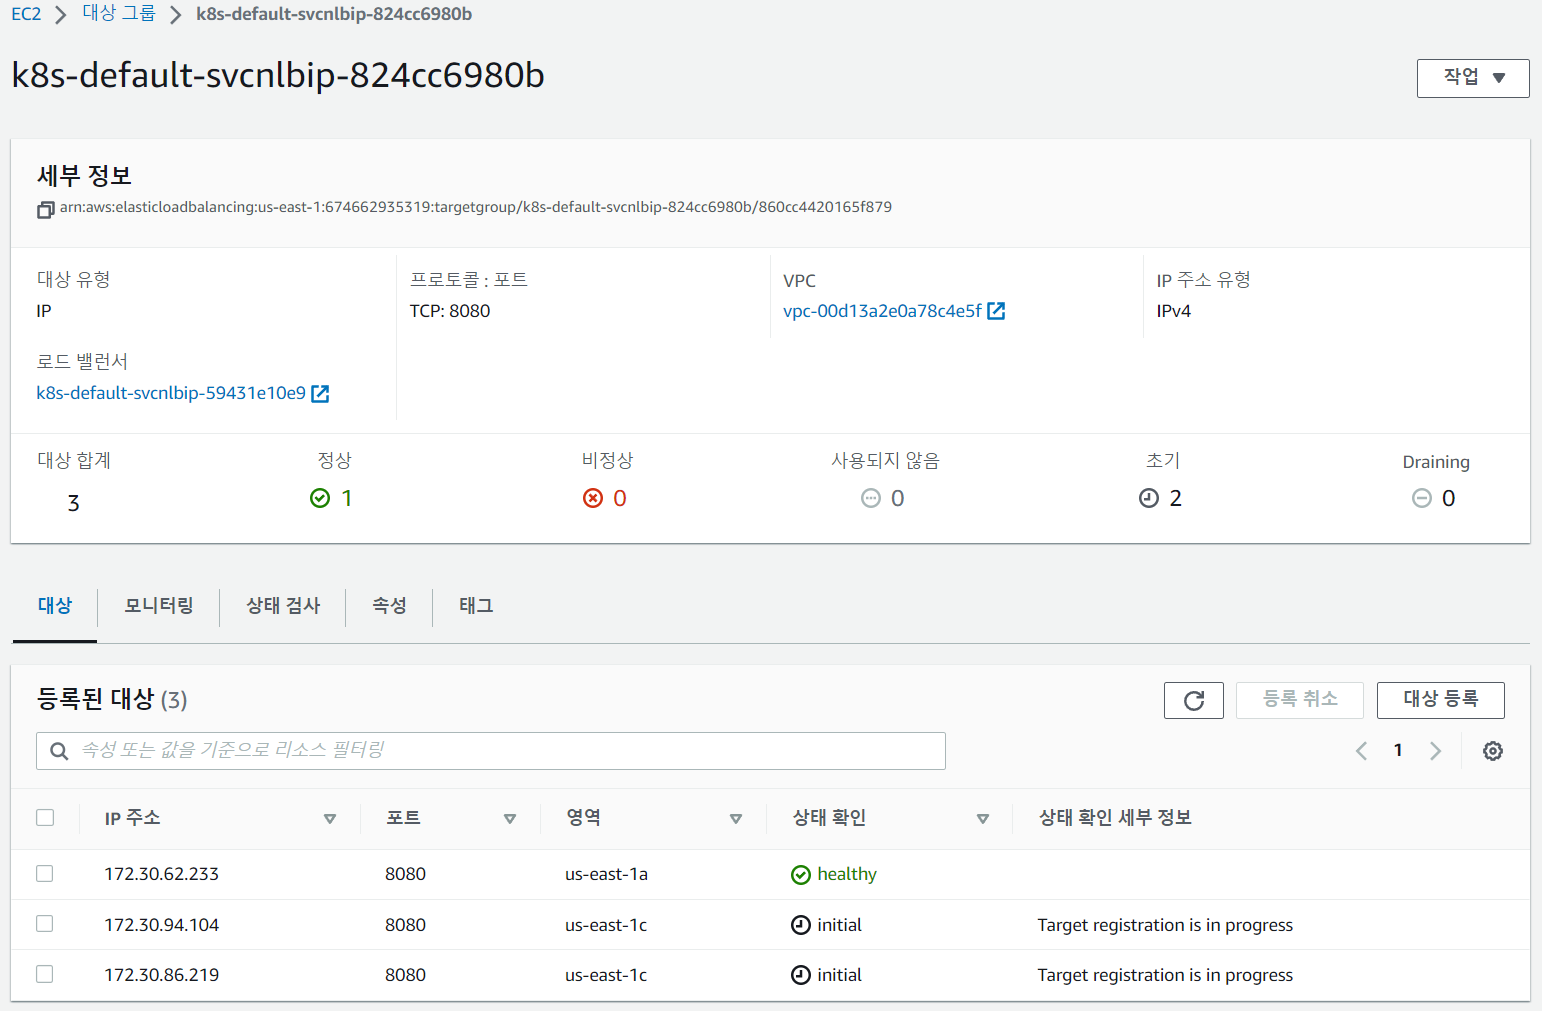 EC2 > 대상 그룹 > k8s-default-svcnlbip-824cc6980b
k8s-default-svcnlbip-824cc6980b
작업
세부 정보
arn:aws:elasticloadbalancing:us-east-1:674662935319:targetgroup/k8s-default-svcnlbip-824cc6980b/860cc4420165f879
대상 유형 프로토콜 : 포트 VPC IP 주소 유형
IP TCP: 8080 vpc-00d13a2e0a78c4e5f IPv4
로드 밸런서
k8s-default-svcnlbip-59431e10e9
대상 합계 정상 비정상 사용되지 않음 초기 Draining
3 1 0 0 2 0
대상 모니터링 상태 검사 속성 태그
등록된 대상 (3) 등록 취소 대상 등록
속성 또는 값을 기준으로 리소스 필터링 1
IP 주소 포트 영역 상태 확인 상태 확인 세부 정보
172.30.62.233 8080 us-east-1a healthy
172.30.94.104 8080 us-east-1c initial Target registration is in progress
172.30.86.219 8080 us-east-1c initial Target registration is in progress